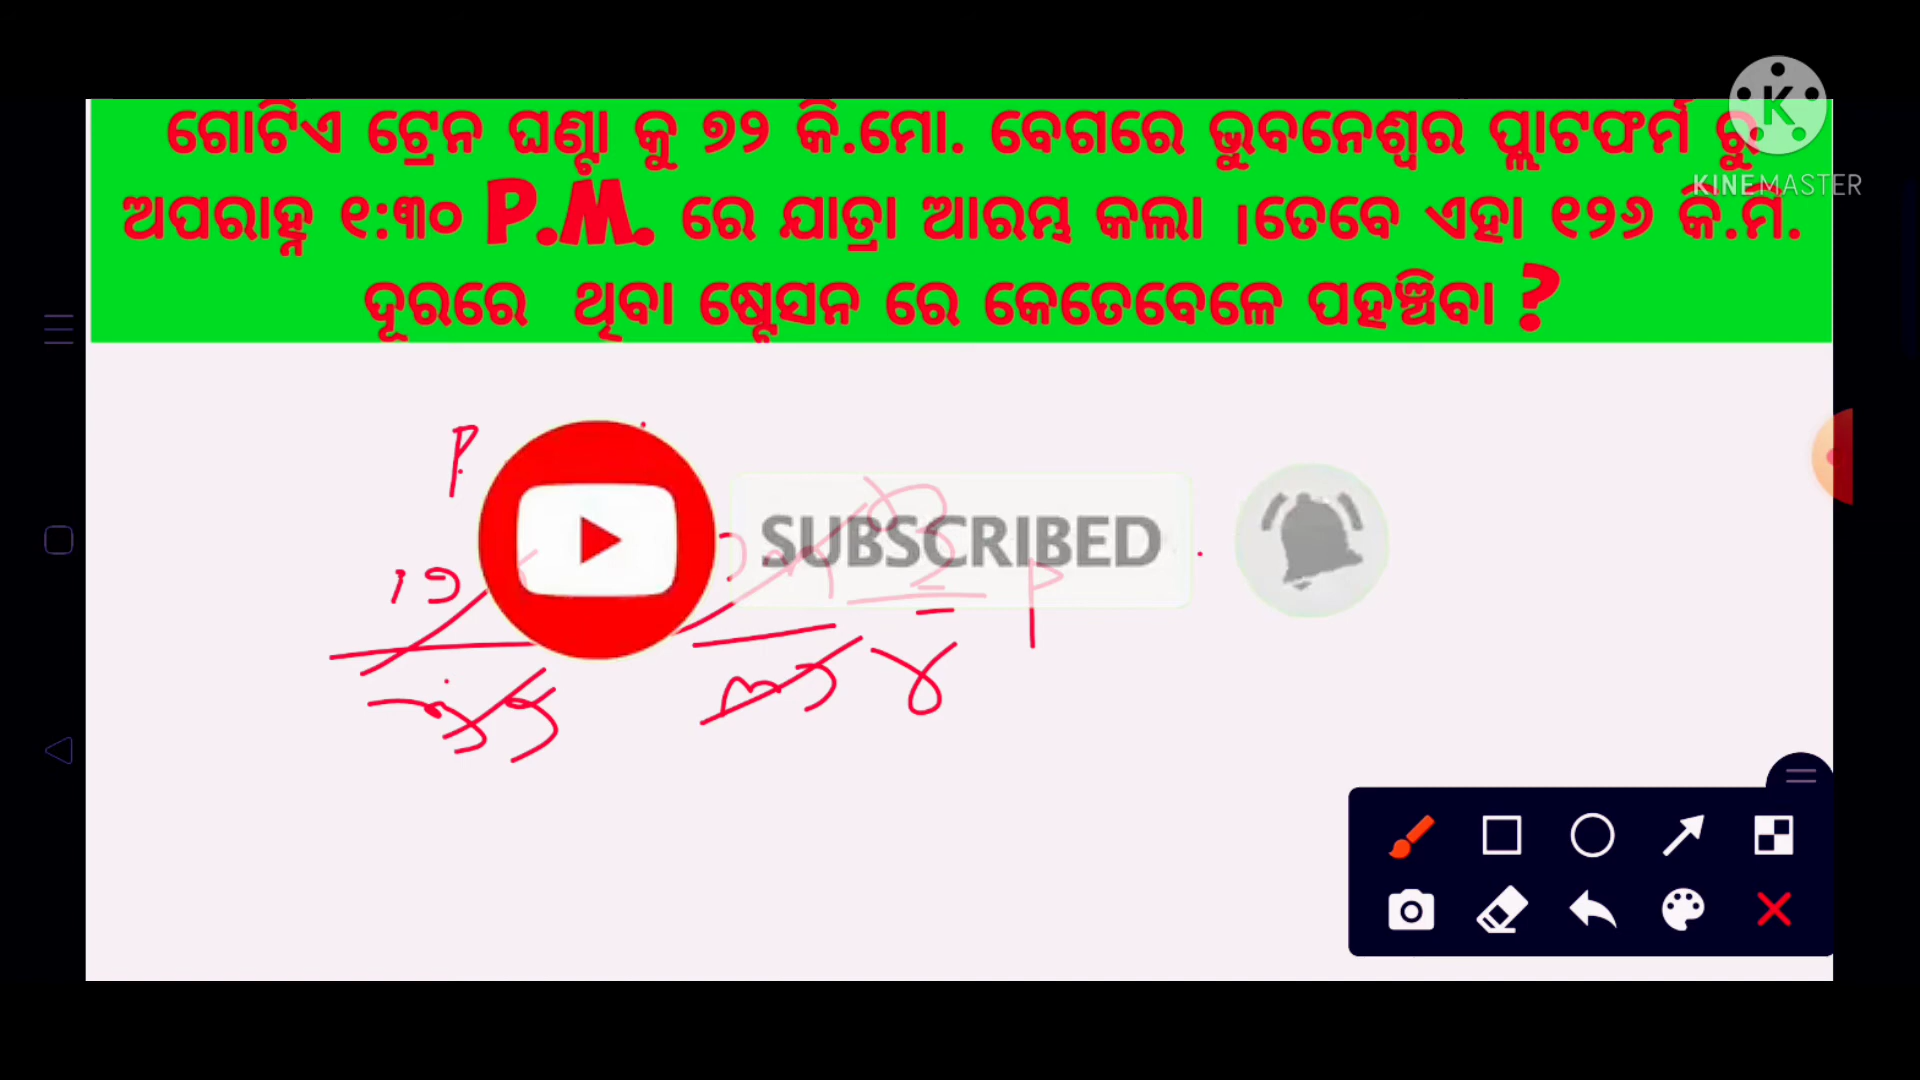 ଗୋଟିଏ ଟ୍ରେନ ଘଣ୍ଟା କୁ ୭୨ କି.ମୋ. ବେଗରେ ଭୁବନେଶ୍ୱର ପ୍ଲାଟଫର୍ମ ରୁ
KINEMASTER
ଅପରାହ୍ନ ୧:୩୦ P.M. ରେ ଯାତ୍ରା ଆରମ୍ଭ କଲା ।ତେବେ ଏହା ୧୨୬ କି.ମି.
ଦୂରରେ ଥିବା ଷ୍ଟେସନ ରେ କେତେବେଳେ ପହଞ୍ଚିବା ?
SUBSCRIBED